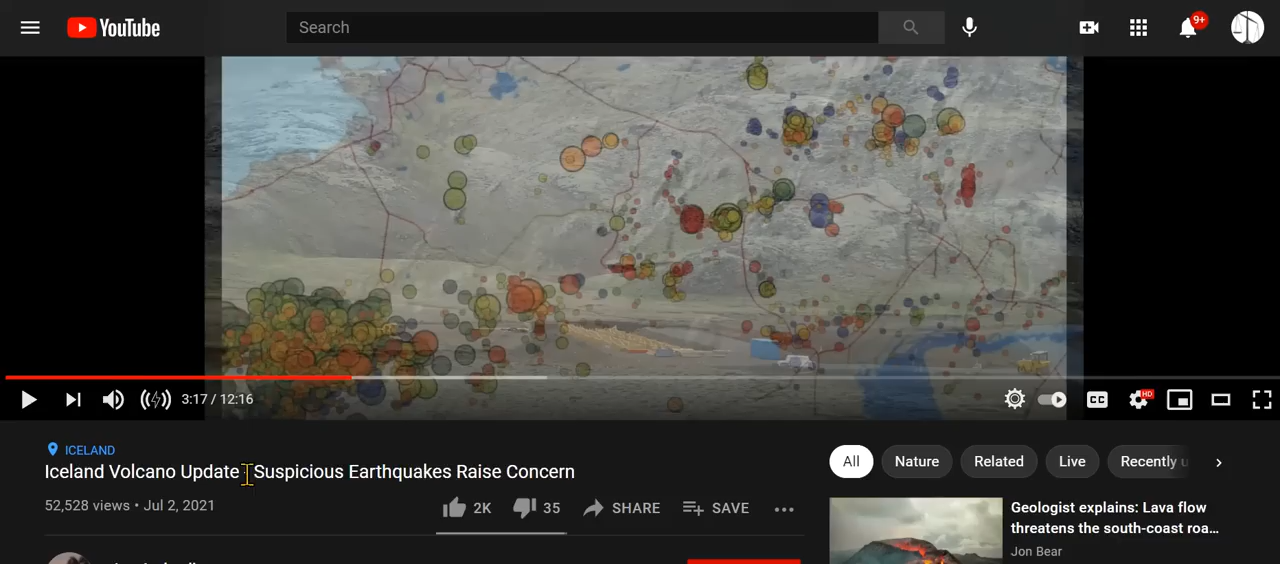 YouTube
Search
9+
3:17 / 12:16
CC
HD
ICELAND
Iceland Volcano Update Suspicious Earthquakes Raise Concern
52,528 views • Jul 2, 2021
2K
35
SHARE
SAVE
All
Nature
Related
Live
Recently
Geologist explains: Lava flow
threatens the south-coast roa...
Jon Bear